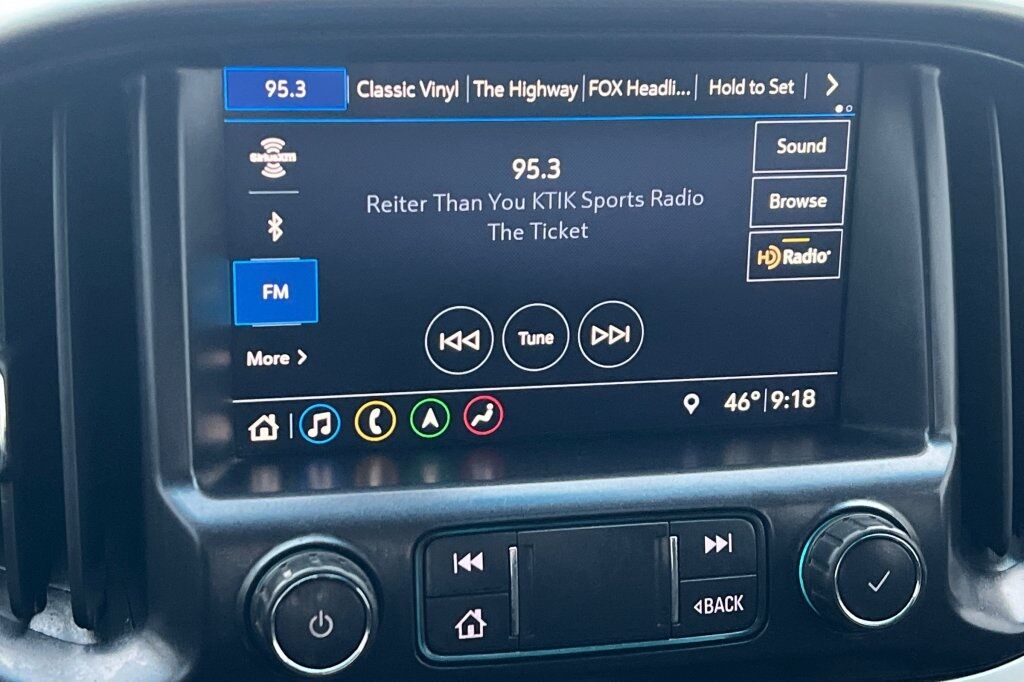 95.3 Classic Vinyl The Highway FOX Headli... Hold to Set
SiriusXM
95.3
Reiter Than You KTIK Sports Radio
The Ticket
Sound
Browse
HD Radio
FM
Tune
More
46° 9:18
BACK